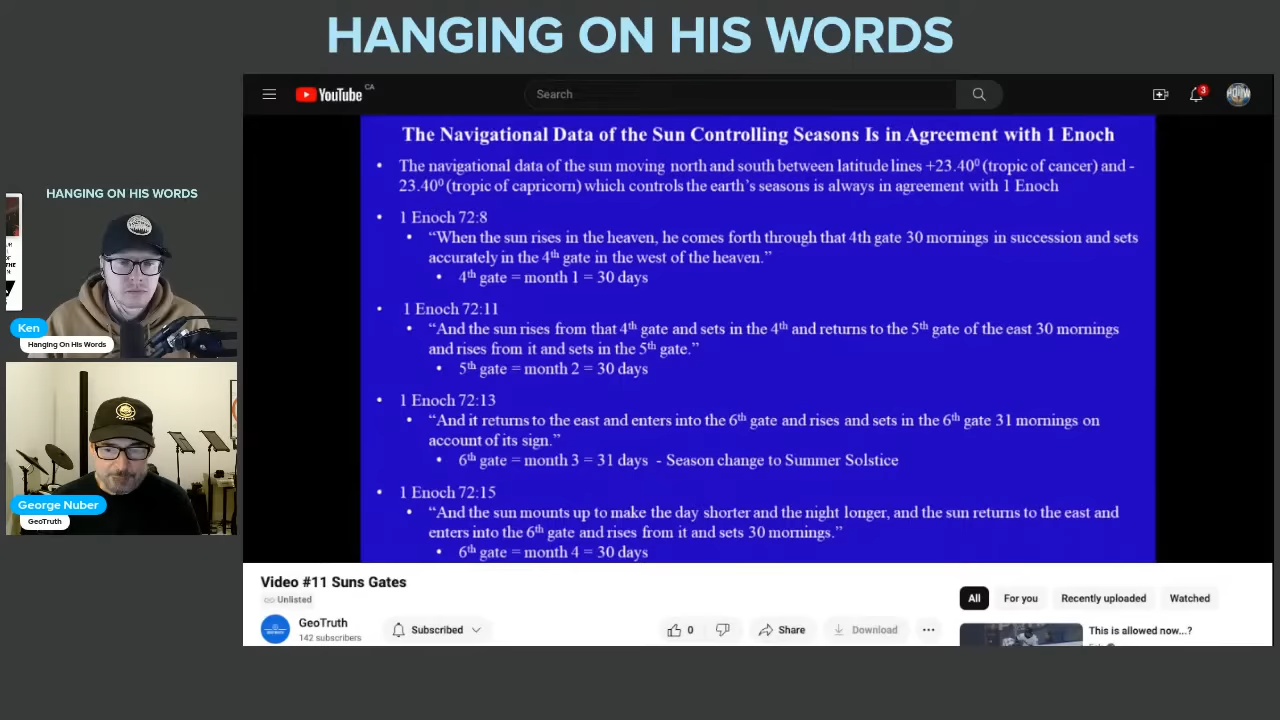 HANGING ON HIS WORDS
YouTube CA
Search
3
HANGING ON HIS WORDS
Ken
Hanging On His Words
George Nuber
GeoTruth
The Navigational Data of the Sun Controlling Seasons Is in Agreement with 1 Enoch
• The navigational data of the sun moving north and south between latitude lines +23.40⁰ (tropic of cancer) and -
23.40⁰ (tropic of capricorn) which controls the earth's seasons is always in agreement with 1 Enoch
• 1 Enoch 72:8
• “When the sun rises in the heaven, he comes forth through that 4th gate 30 mornings in succession and sets
accurately in the 4th gate in the west of the heaven.”
• 4th gate = month 1 = 30 days
• 1 Enoch 72:11
• “And the sun rises from that 4th gate and sets in the 4th and returns to the 5th gate of the east 30 mornings
and rises from it and sets in the 5th gate.”
• 5th gate = month 2 = 30 days
• 1 Enoch 72:13
• “And it returns to the east and enters into the 6th gate and rises and sets in the 6th gate 31 mornings on
account of its sign.”
• 6th gate = month 3 = 31 days - Season change to Summer Solstice
• 1 Enoch 72:15
• “And the sun mounts up to make the day shorter and the night longer, and the sun returns to the east and
enters into the 6th gate and rises from it and sets 30 mornings.”
• 6th gate = month 4 = 30 days
Video #11 Suns Gates
Unlisted
GeoTruth
142 subscribers
Subscribed
0
Share
Download
All
For you
Recently uploaded
Watched
This is allowed now...?